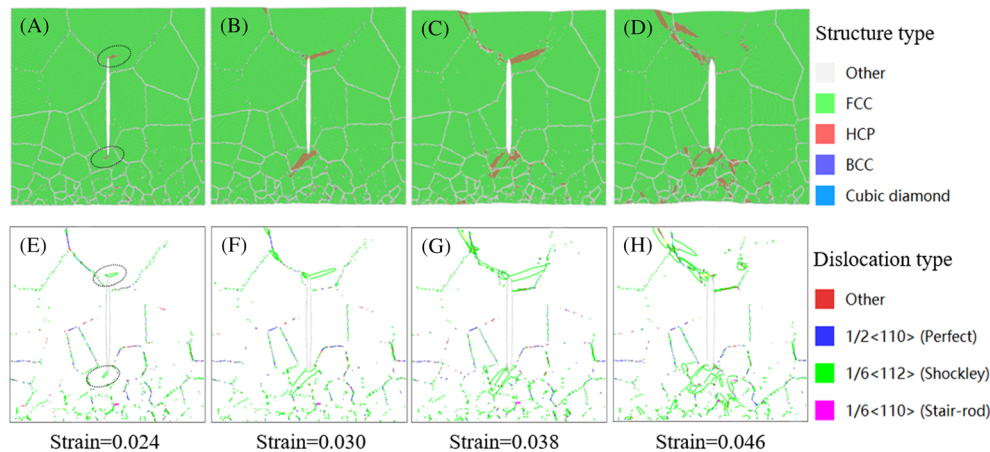 (A) (B) (C) (D)
Structure type
Other
FCC
HCP
BCC
Cubic diamond
(E) (F) (G) (H)
Dislocation type
Other
1/2<110> (Perfect)
1/6<112> (Shockley)
1/6<110> (Stair-rod)
Strain=0.024 Strain=0.030 Strain=0.038 Strain=0.046